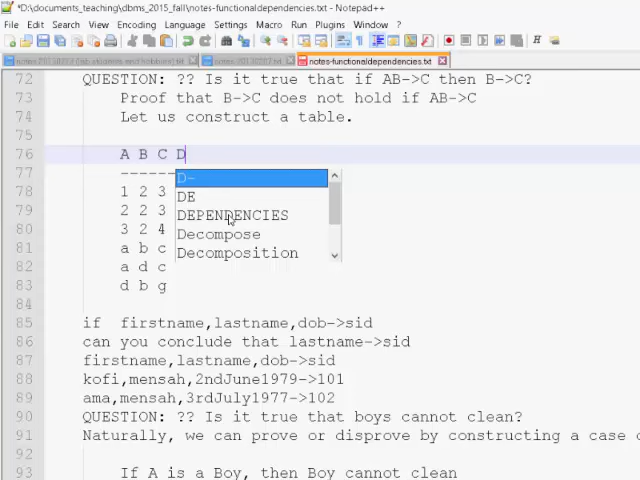 *D:\documents_teaching\dbms_2015_fall\notes-functionaldependencies.txt - Notepad++
File Edit Search View Encoding Language Settings Macro Run Plugins Window ?
notes-functionaldependencies.txt
72 QUESTION: ?? Is it true that if AB->C then B->C?
73 Proof that B->C does not hold if AB->C
74 Let us construct a table.
75
76 A B C D
77 ------
78 1 2 3
79 2 2 3
80 3 2 4
81 a b c
82 a d c
83 d b g
84
D-
DE
DEPENDENCIES
Decompose
Decomposition
85 if  firstname,lastname,dob->sid
86 can you conclude that lastname->sid
87 firstname,lastname,dob->sid
88 kofi,mensah,2ndJune1979->101
89 ama,mensah,3rdJuly1977->102
90 QUESTION: ?? Is it true that boys cannot clean?
91 Naturally, we can prove or disprove by constructing a case
92
93 If A is a Boy, then Boy cannot clean